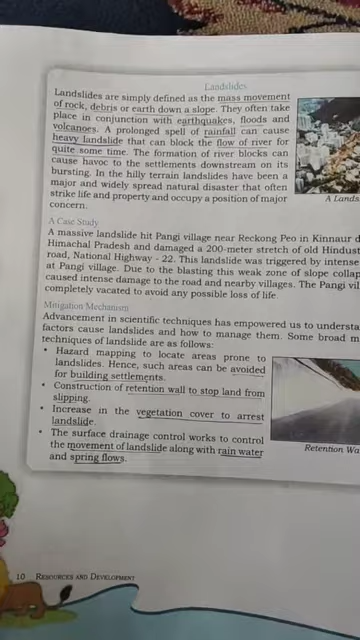 Landslides
Landslides are simply defined as the mass movement
of rock, debris or earth down a slope. They often take
place in conjunction with earthquakes, floods and
volcanoes. A prolonged spell of rainfall can cause
heavy landslide that can block the flow of river for
quite some time. The formation of river blocks can
cause havoc to the settlements downstream on its
bursting. In the hilly terrain landslides have been a
major and widely spread natural disaster that often
strike life and property and occupy a position of major
concern.
A Lands
A Case Study
A massive landslide hit Pangi village near Reckong Peo in Kinnaur d
Himachal Pradesh and damaged a 200-meter stretch of old Hindust
road, National Highway - 22. This landslide was triggered by intense
at Pangi village. Due to the blasting this weak zone of slope collap
caused intense damage to the road and nearby villages. The Pangi vil
completely vacated to avoid any possible loss of life.
Mitigation Mechanism
Advancement in scientific techniques has empowered us to understa
factors cause landslides and how to manage them. Some broad m
techniques of landslide are as follows:
• Hazard mapping to locate areas prone to
landslides. Hence, such areas can be avoided
for building settlements.
• Construction of retention wall to stop land from
slipping.
• Increase in the vegetation cover to arrest
landslide.
• The surface drainage control works to control
the movement of landslide along with rain water
and spring flows.
Retention Wa
10 RESOURCES AND DEVELOPMENT